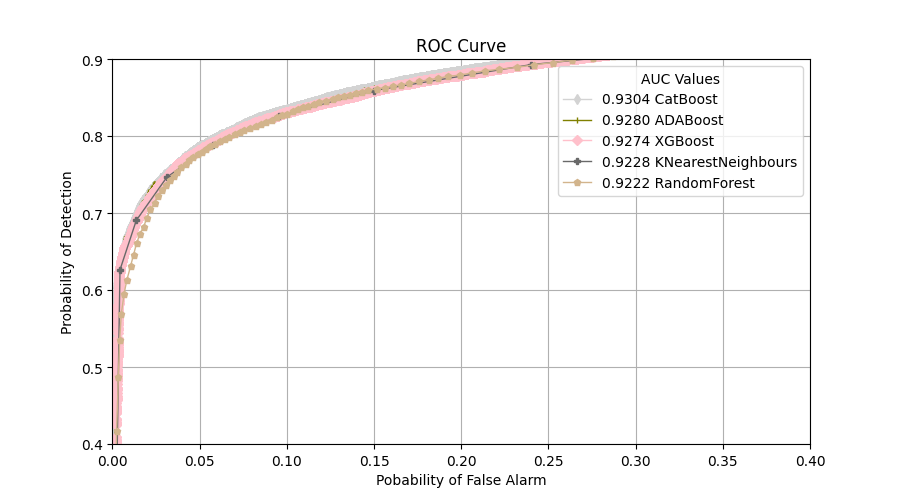 ROC Curve
0.9
0.8
0.7
0.6
0.5
0.4
Probability of Detection
AUC Values
0.9304 CatBoost
0.9280 ADABoost
0.9274 XGBoost
0.9228 KNearestNeighbours
0.9222 RandomForest
0.00 0.05 0.10 0.15 0.20 0.25 0.30 0.35 0.40
Pobability of False Alarm